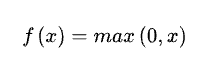 f (x) = max (0, x)